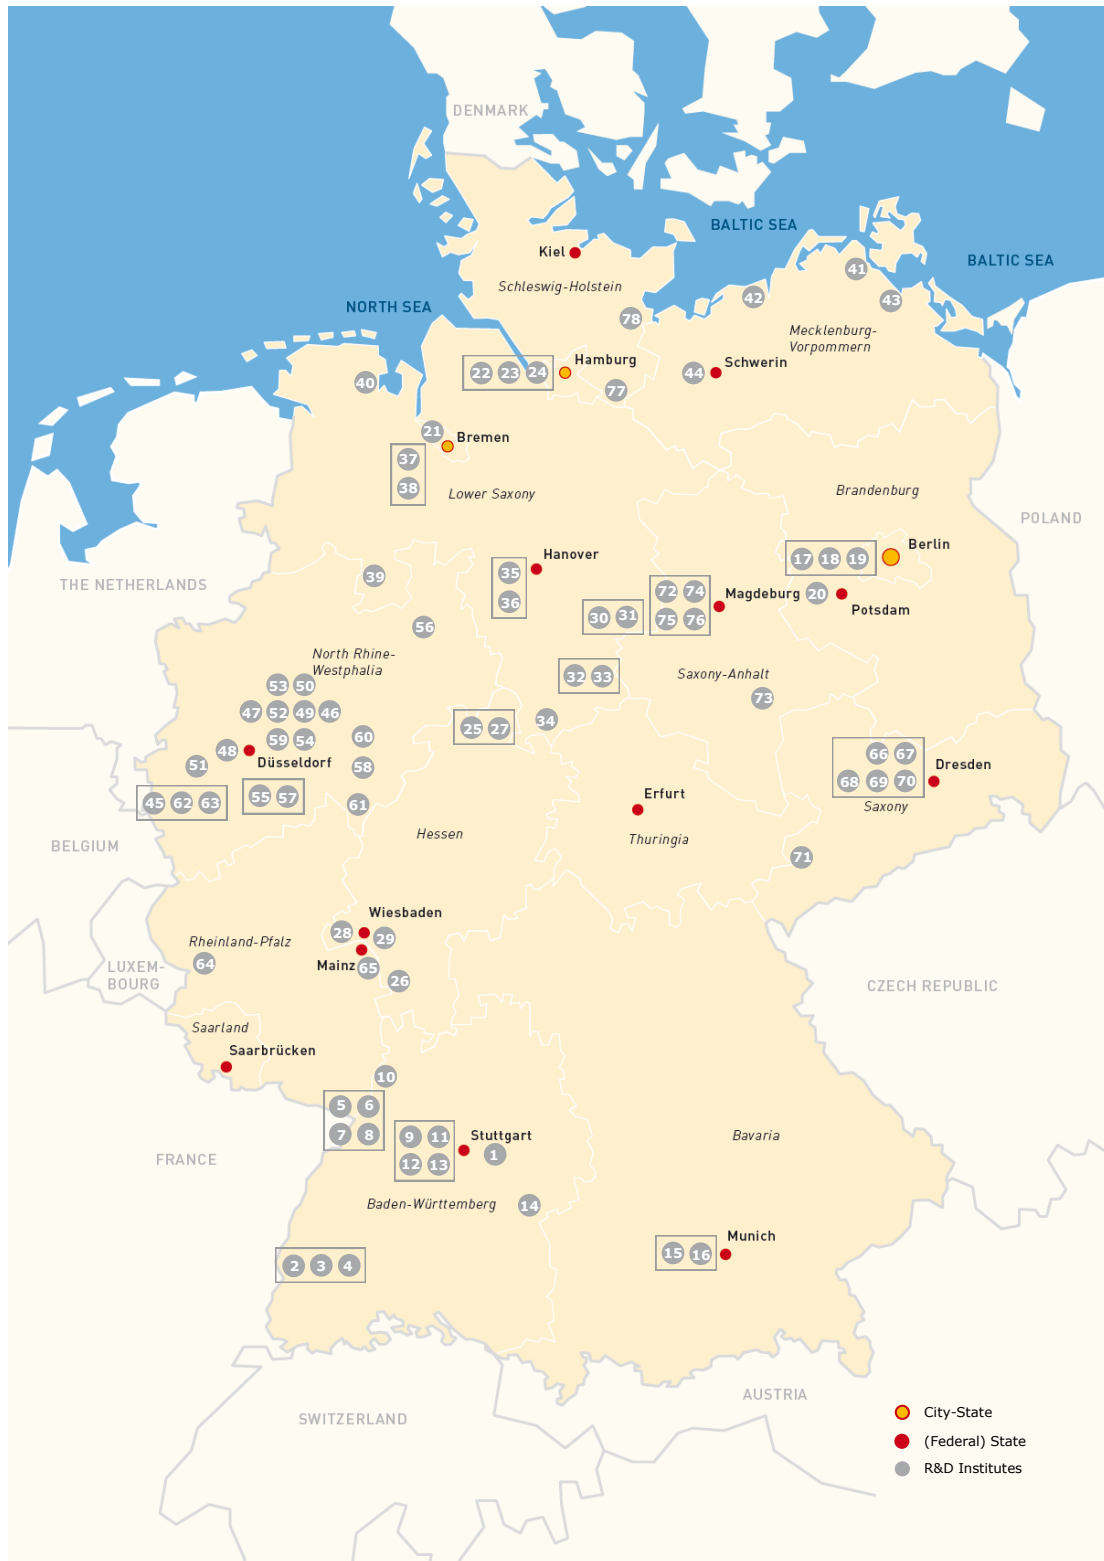 DENMARK
BALTIC SEA
Kiel
BALTIC SEA
41
Schleswig-Holstein
42
43
NORTH SEA
78
Mecklenburg-
Vorpommern
Hamburg
Schwerin
22 23 24
44
40
77
21
Bremen
37
38
Lower Saxony
Brandenburg
POLAND
Berlin
Hanover
17 18 19
THE NETHERLANDS
39
35
36
72 74
75 76
Magdeburg
20
Potsdam
30 31
56
North Rhine-
Westphalia
32 33
Saxony-Anhalt
53 50
73
47 52 49 46
34
25 27
59 54
60
48
Düsseldorf
51
58
66 67
68 69 70
Dresden
45 62 63
55 57
61
Erfurt
Saxony
Hessen
Thuringia
BELGIUM
71
Wiesbaden
28
29
Rheinland-Pfalz
Mainz
65
64
26
LUXEM-
BOURG
CZECH REPUBLIC
Saarland
Saarbrücken
10
5 6
7 8
9 11
12 13
Stuttgart
1
Bavaria
FRANCE
Baden-Württemberg
14
Munich
15 16
2 3 4
AUSTRIA
SWITZERLAND
City-State
(Federal) State
R&D Institutes